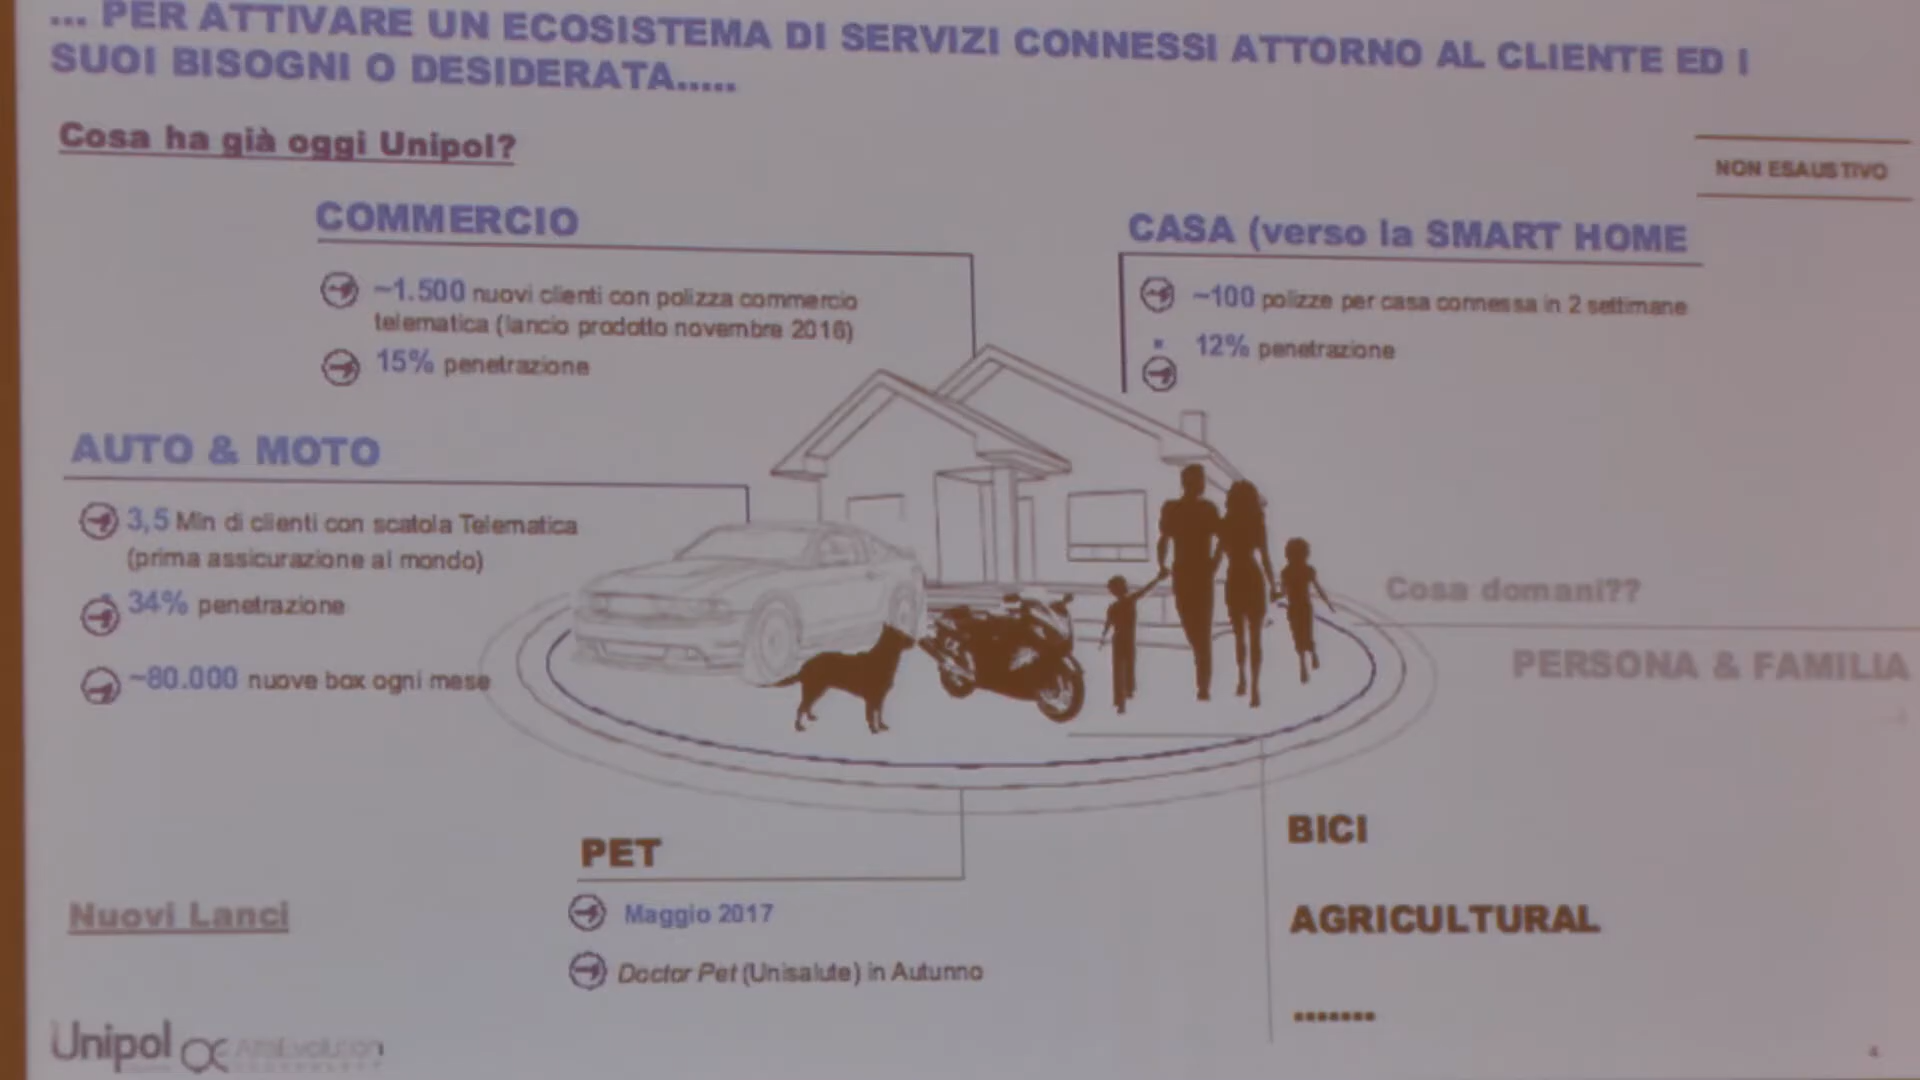 ... PER ATTIVARE UN ECOSISTEMA DI SERVIZI CONNESSI ATTORNO AL CLIENTE ED I
SUOI BISOGNI O DESIDERATA.....
Cosa ha già oggi Unipol?
NON ESAUSTIVO
COMMERCIO
~1.500 nuovi clienti con polizza commercio
telematica (lancio prodotto novembre 2016)
15% penetrazione
CASA (verso la SMART HOME
~100 polizze per casa connessa in 2 settimane
12% penetrazione
AUTO & MOTO
3,5 Mln di clienti con scatola Telematica
(prima assicurazione al mondo)
34% penetrazione
~80.000 nuove box ogni mese
Cosa domani??
PERSONA & FAMILIA
PET
Maggio 2017
Doctor Pet (Unisalute) in Autunno
BICI
AGRICULTURAL
.......
Nuovi Lanci
Unipol
AlfaEvolution
TECHNOLOGY
4